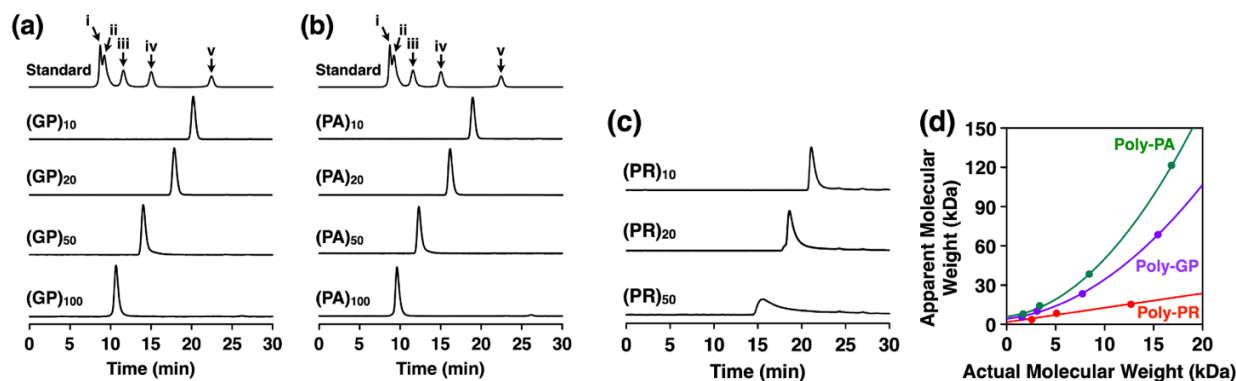 (a)
i
ii
iii
iv
v
Standard
(GP)10
(GP)20
(GP)50
(GP)100
0 5 10 15 20 25 30
Time (min)
(b)
i
ii
iii
iv
v
Standard
(PA)10
(PA)20
(PA)50
(PA)100
0 5 10 15 20 25 30
Time (min)
(c)
(PR)10
(PR)20
(PR)50
0 5 10 15 20 25 30
Time (min)
(d)
Apparent Molecular
Weight (kDa)
150
120
90
60
30
0
Poly-PA
Poly-GP
Poly-PR
0 5 10 15 20
Actual Molecular Weight (kDa)